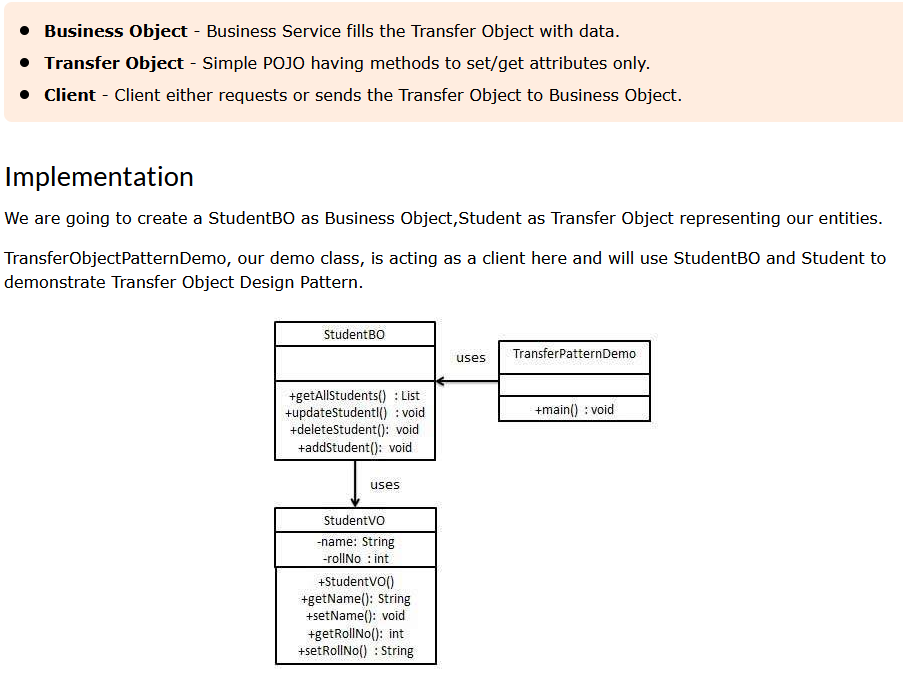 Business Object - Business Service fills the Transfer Object with data.
Transfer Object - Simple POJO having methods to set/get attributes only.
Client - Client either requests or sends the Transfer Object to Business Object.
Implementation
We are going to create a StudentBO as Business Object,Student as Transfer Object representing our entities.
TransferObjectPatternDemo, our demo class, is acting as a client here and will use StudentBO and Student to
demonstrate Transfer Object Design Pattern.
StudentBO
+getAllStudents() : List
+updateStudentl() : void
+deleteStudent(): void
+addStudent(): void
uses
TransferPatternDemo
+main() : void
uses
StudentVO
-name: String
-rollNo : int
+StudentVO()
+getName(): String
+setName(): void
+getRollNo(): int
+setRollNo() : String